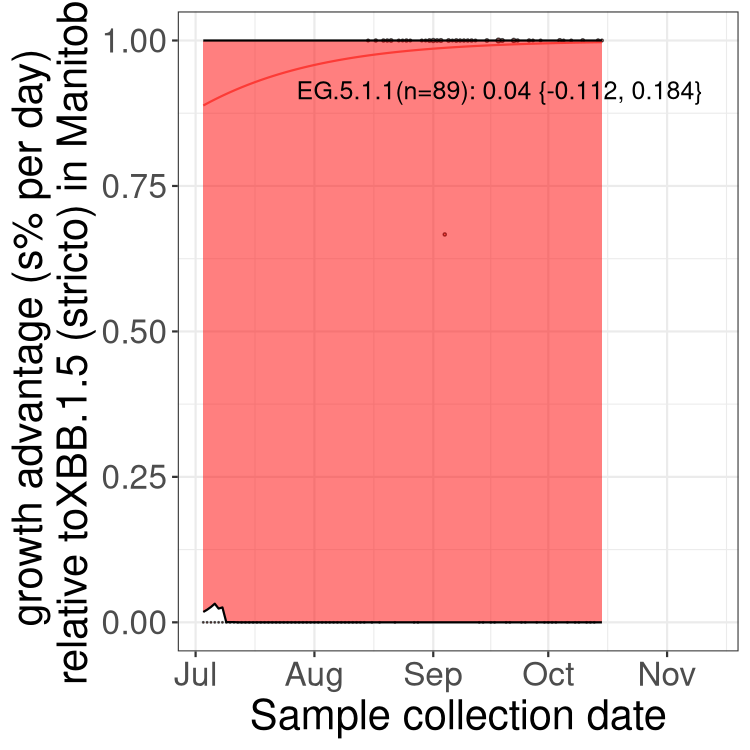 growth advantage (s% per day)
relative toXBB.1.5 (stricto) in Manitob
1.00
0.75
0.50
0.25
0.00
EG.5.1.1(n=89): 0.04 {-0.112, 0.184}
Jul Aug Sep Oct Nov
Sample collection date